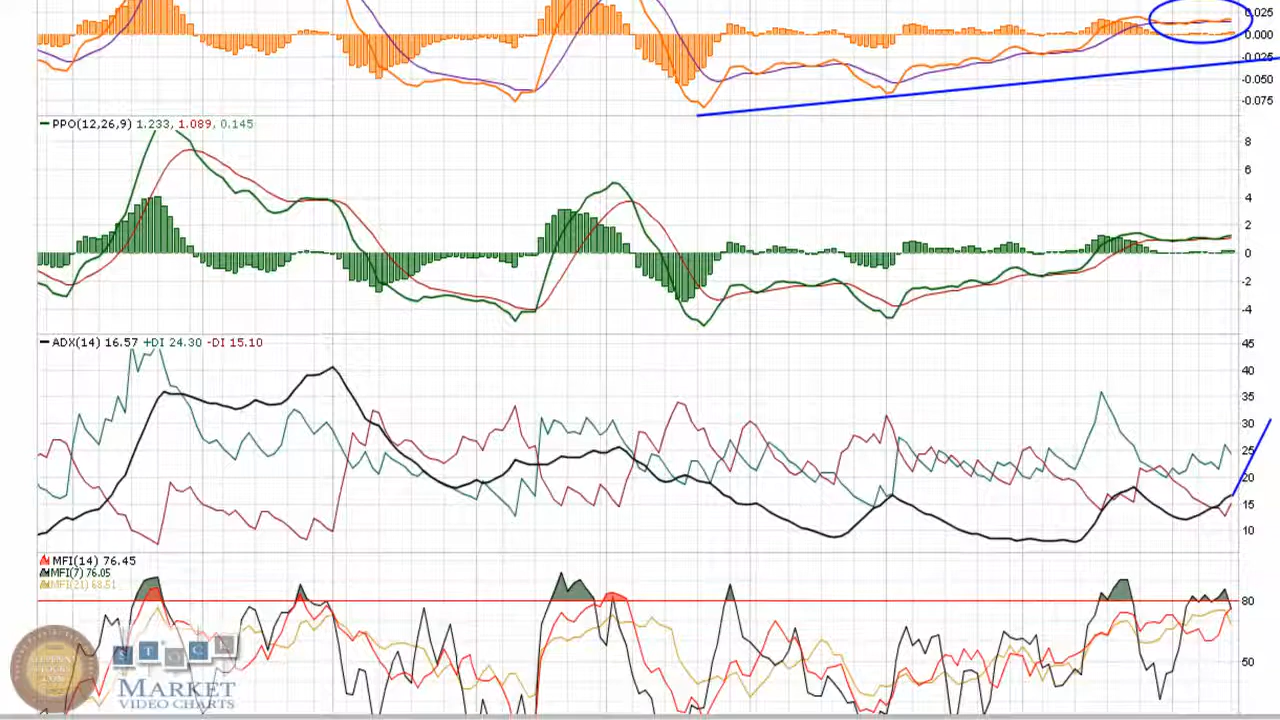 0.025
0.000
-0.025
-0.050
-0.075
PPO(12,26,9) 1.233, 1.089, 0.145
8
6
4
2
0
-2
-4
ADX(14) 16.57 +DI 24.30 -DI 15.10
45
40
35
30
25
20
15
10
MFI(14) 76.45
MFI(7) 76.05
MFI(21) 68.51
80
50
STOCK
MARKET
VIDEO CHARTS